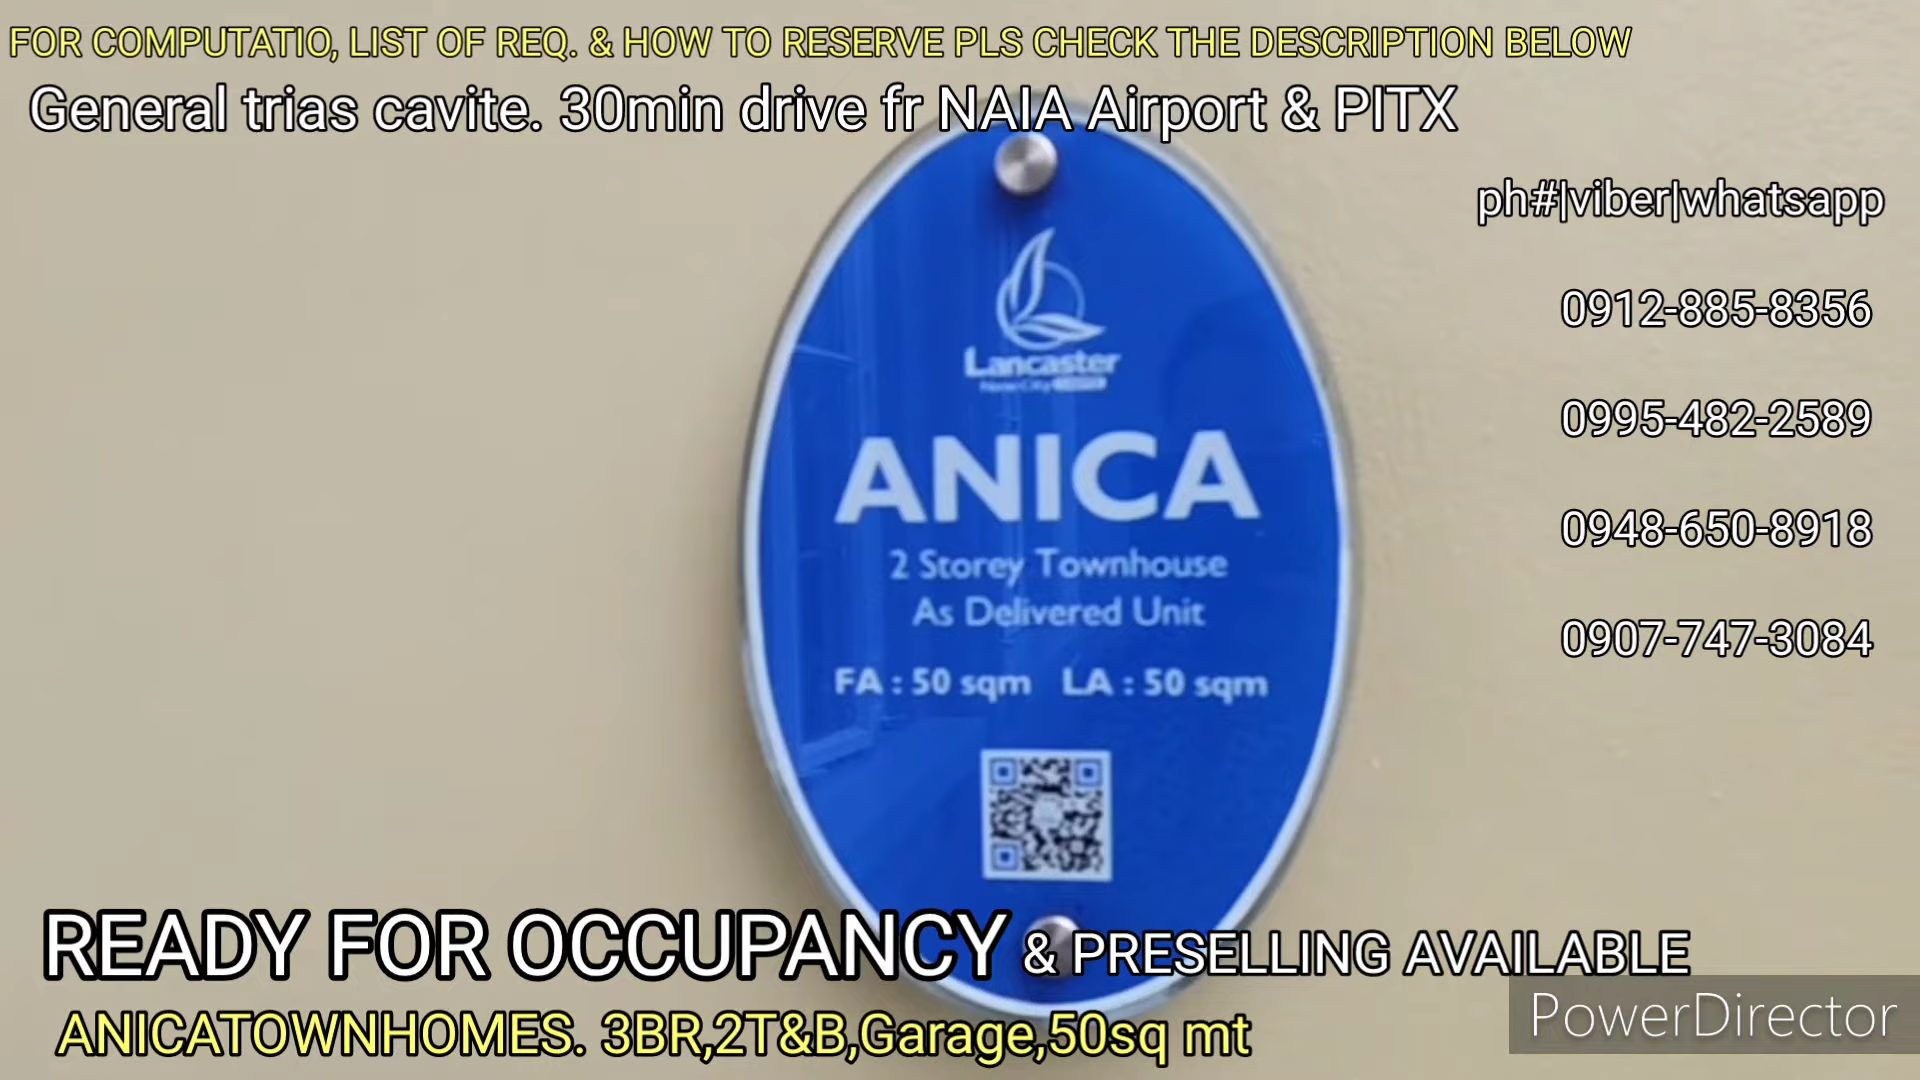 FOR COMPUTATIO, LIST OF REQ. & HOW TO RESERVE PLS CHECK THE DESCRIPTION BELOW
General trias cavite. 30min drive fr NAIA Airport & PITX
ph#|viber|whatsapp
0912-885-8356
0995-482-2589
0948-650-8918
0907-747-3084
Lancaster
New City
ANICA
2 Storey Townhouse
As Delivered Unit
FA : 50 sqm LA : 50 sqm
READY FOR OCCUPANCY & PRESELLING AVAILABLE
ANICATOWNHOMES. 3BR,2T&B,Garage,50sq mt
PowerDirector